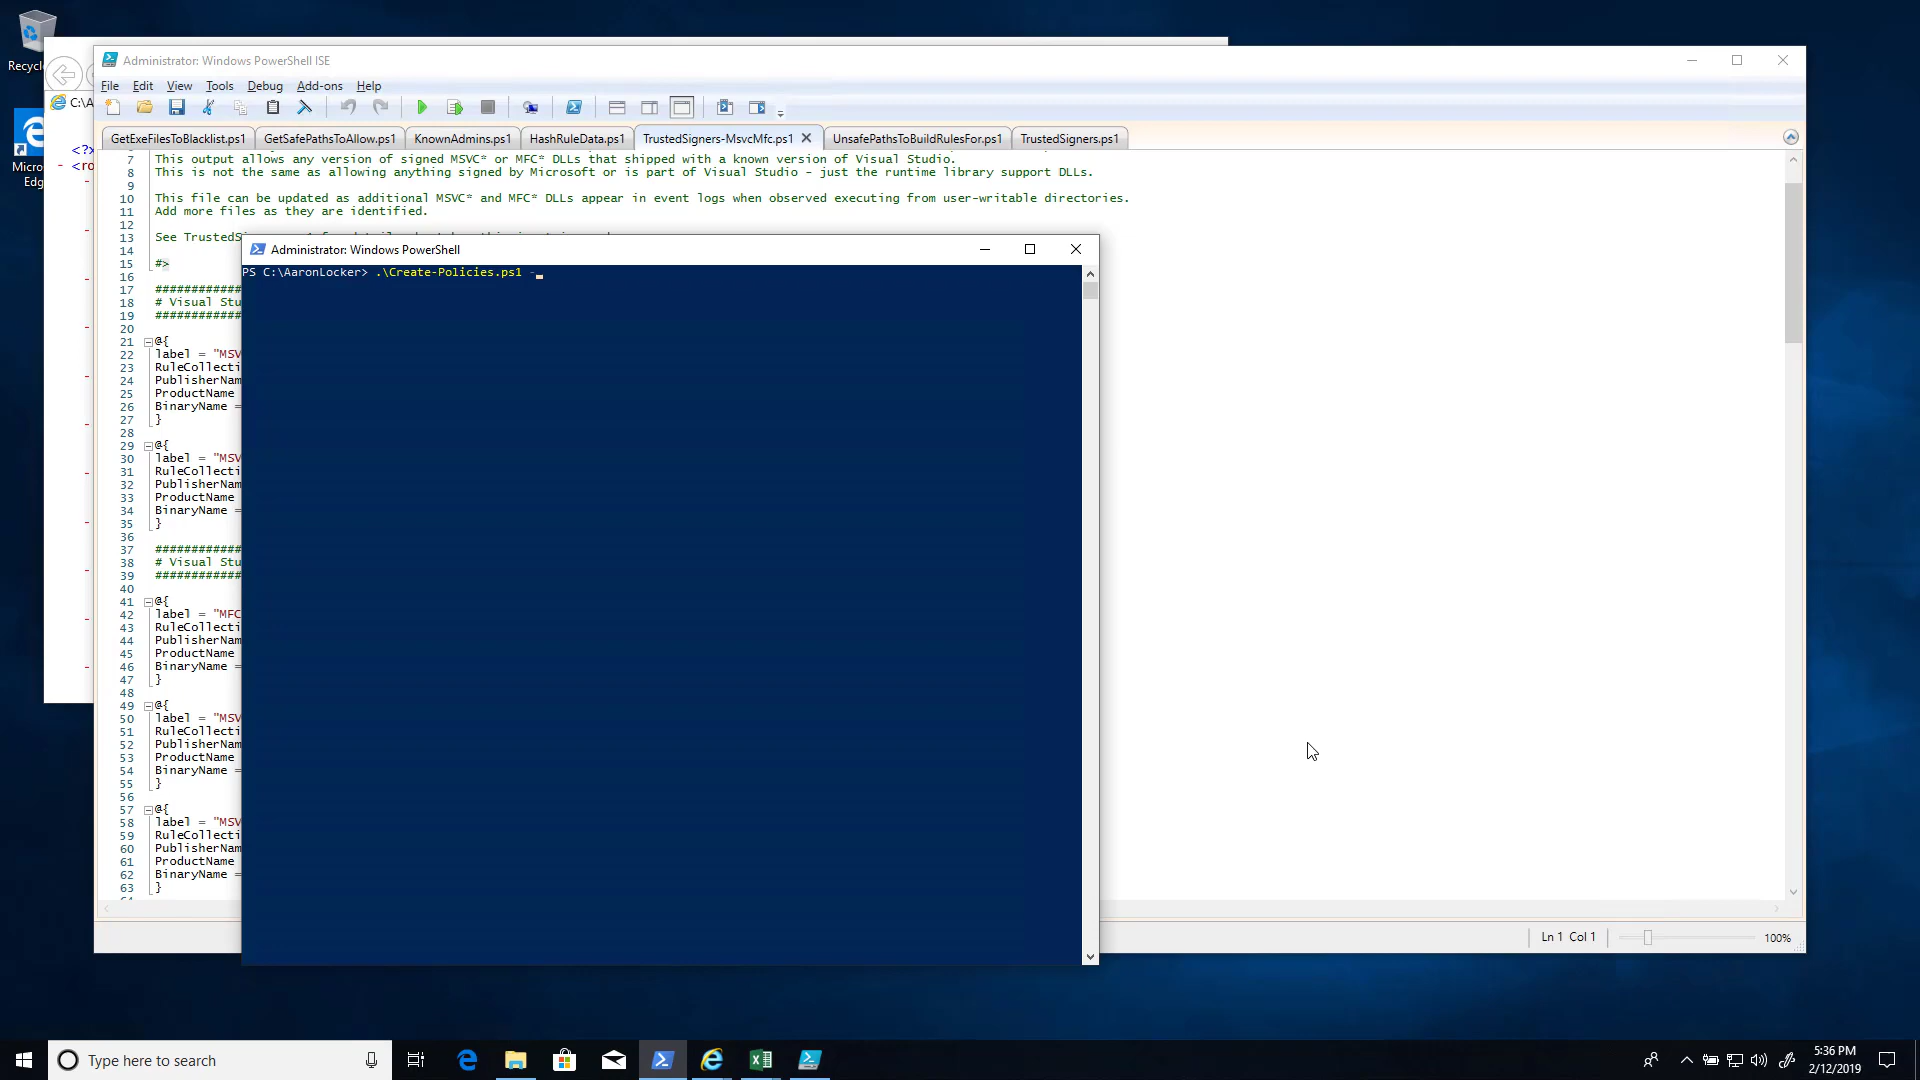 Recycl
Micro
Edg
C:\A
<?x
- <ro
Administrator: Windows PowerShell ISE
File Edit View Tools Debug Add-ons Help
GetExeFilesToBlacklist.ps1 GetSafePathsToAllow.ps1 KnownAdmins.ps1 HashRuleData.ps1 TrustedSigners-MsvcMfc.ps1 UnsafePathsToBuildRulesFor.ps1 TrustedSigners.ps1
7 This output allows any version of signed MSVC* or MFC* DLLs that shipped with a known version of Visual Studio.
8 This is not the same as allowing anything signed by Microsoft or is part of Visual Studio - just the runtime library support DLLs.
9
10 This file can be updated as additional MSVC* and MFC* DLLs appear in event logs when observed executing from user-writable directories.
11 Add more files as they are identified.
12
13 See TrustedSi
14
15 #>
16
17 #############
18 # Visual Stu
19 #############
20
21 @{
22 label = "MSV
23 RuleCollecti
24 PublisherNam
25 ProductName
26 BinaryName =
27 }
28
29 @{
30 label = "MSV
31 RuleCollecti
32 PublisherNam
33 ProductName
34 BinaryName =
35 }
36
37 #############
38 # Visual Stu
39 #############
40
41 @{
42 label = "MFC
43 RuleCollecti
44 PublisherNam
45 ProductName
46 BinaryName =
47 }
48
49 @{
50 label = "MSV
51 RuleCollecti
52 PublisherNam
53 ProductName
54 BinaryName =
55 }
56
57 @{
58 label = "MSV
59 RuleCollecti
60 PublisherNam
61 ProductName
62 BinaryName =
63 }
Administrator: Windows PowerShell
PS C:\AaronLocker> .\Create-Policies.ps1 -_
Ln 1 Col 1 100%
Type here to search
5:36 PM
2/12/2019